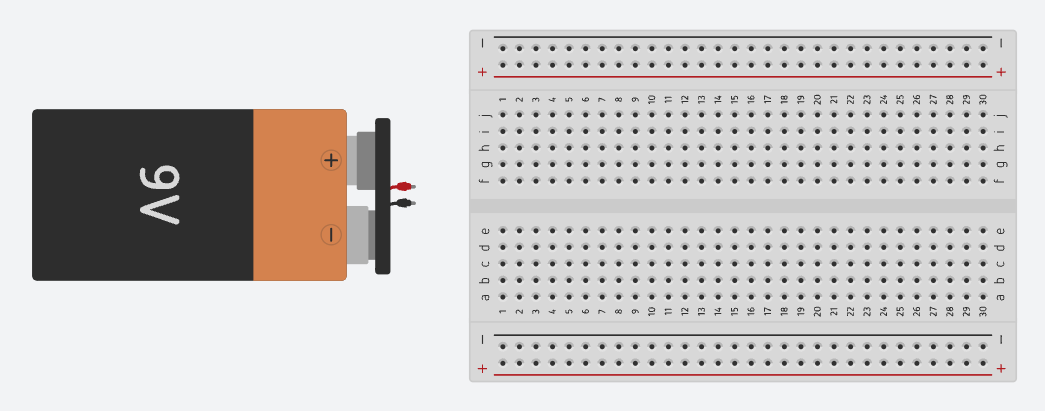 9V
+
−
− −
+ +
1 2 3 4 5 6 7 8 9 10 11 12 13 14 15 16 17 18 19 20 21 22 23 24 25 26 27 28 29 30
j j
i i
h h
g g
f f
e e
d d
c c
b b
a a
1 2 3 4 5 6 7 8 9 10 11 12 13 14 15 16 17 18 19 20 21 22 23 24 25 26 27 28 29 30
− −
+ +